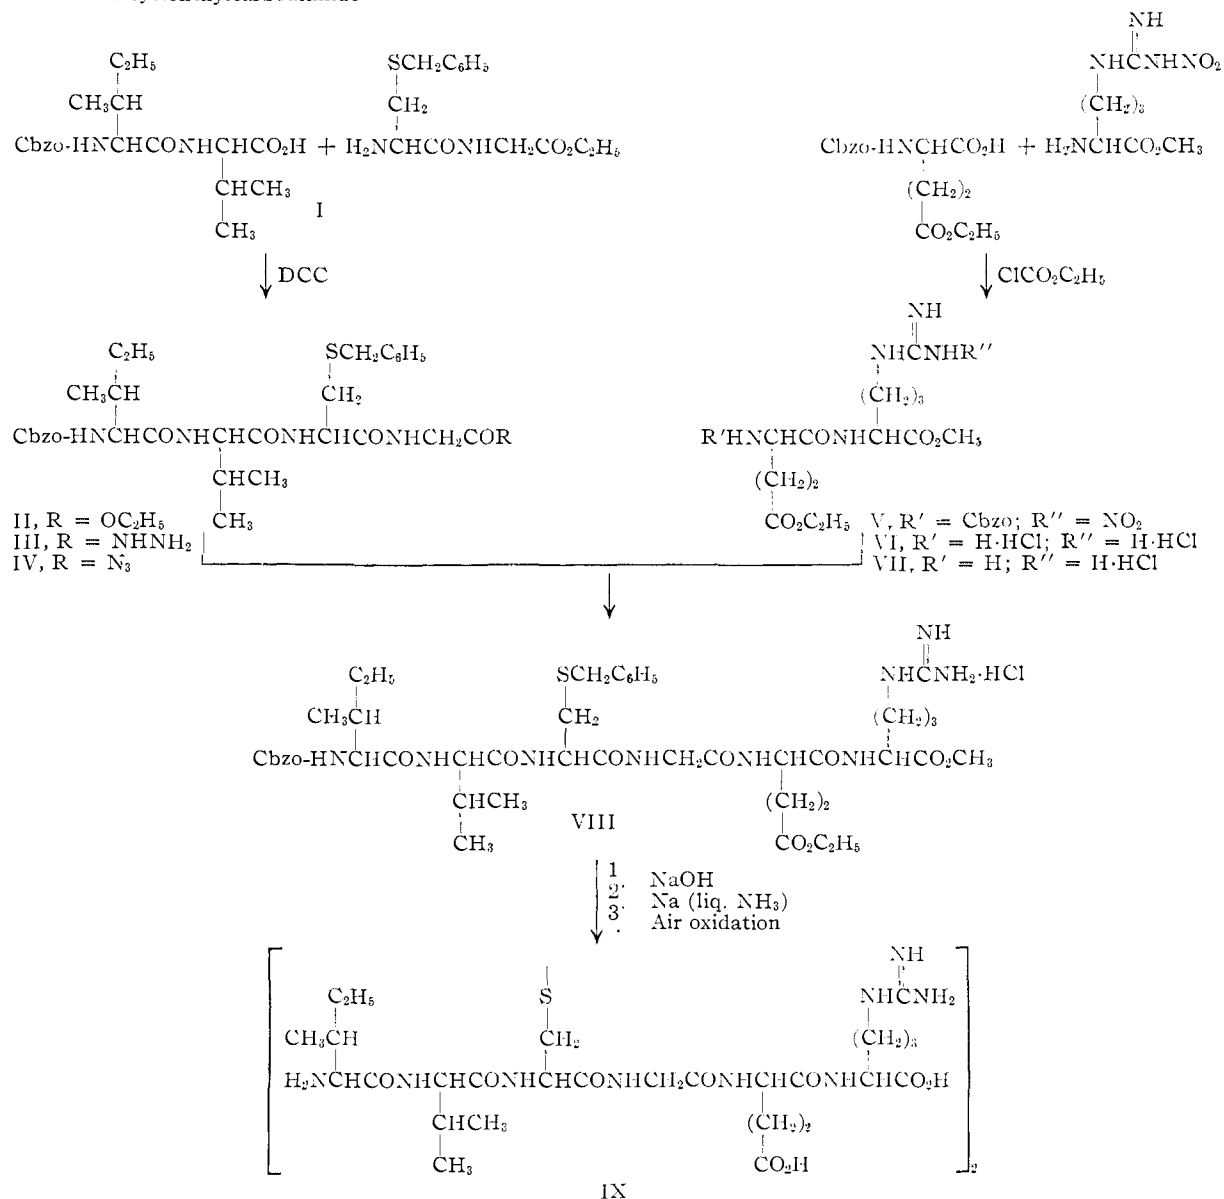 NH
C₂H₅ SCH₂C₆H₅ NHCNHNO₂
CH₃CH CH₂ (CH₂)₃
Cbzo-HNCHCONHCHCO₂H + H₂NCHCONHCH₂CO₂C₂H₅ Cbzo-HNCHCO₂H + H₂NCHCO₂CH₃
CHCH₃ (CH₂)₂
I
CH₃ CO₂C₂H₅
DCC ClCO₂C₂H₅
NH
C₂H₅ SCH₂C₆H₅ NHCNHR''
CH₃CH CH₂ (CH₂)₃
Cbzo-HNCHCONHCHCONHCHCONHCH₂COR R'HNCHCONHCHCO₂CH₃
CHCH₃ (CH₂)₂
CH₃ CO₂C₂H₅
II, R = OC₂H₅
III, R = NHNH₂
IV, R = N₃
V, R' = Cbzo; R'' = NO₂
VI, R' = H·HCl; R'' = H·HCl
VII, R' = H; R'' = H·HCl
NH
C₂H₅ SCH₂C₆H₅ NHCNH₂·HCl
CH₃CH CH₂ (CH₂)₃
Cbzo-HNCHCONHCHCONHCHCONHCH₂CONHCHCONHCHCO₂CH₃
CHCH₃ (CH₂)₂
VIII
CH₃ CO₂C₂H₅
1. NaOH
2. Na (liq. NH₃)
3. Air oxidation
NH
C₂H₅ S NHCNH₂
CH₃CH CH₂ (CH₂)₃
H₂NCHCONHCHCONHCHCONHCH₂CONHCHCONHCHCO₂H
CHCH₃ (CH₂)₂
CH₃ CO₂H 2
IX